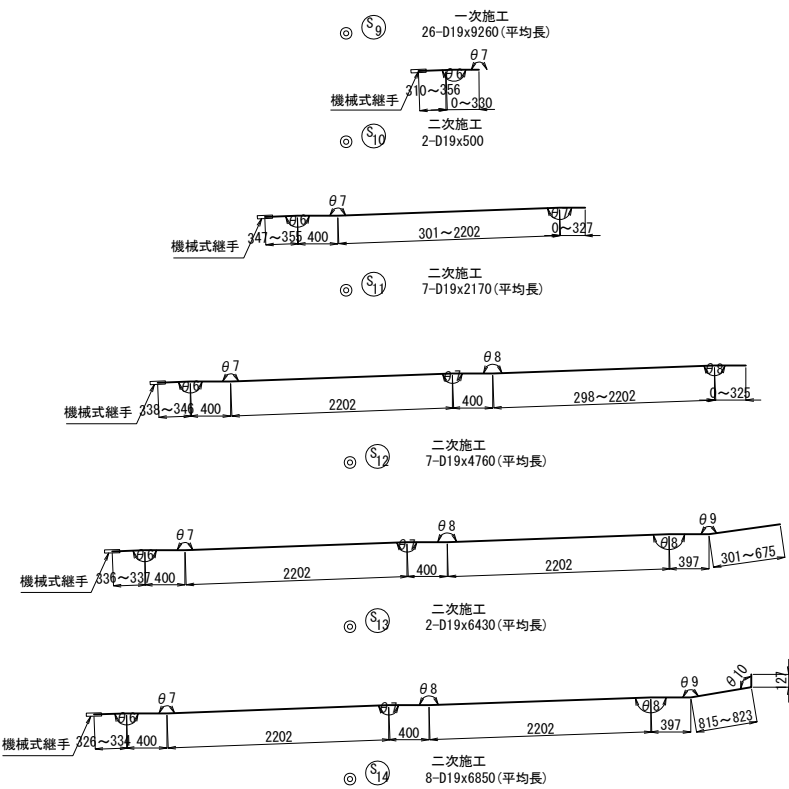 一次施工
◎ S9 26-D19x9260(平均長)
θ7
θ6
310～356
機械式継手 0～330
二次施工
◎ S10 2-D19x500
θ7
θ6 θ7
347～355 400 301～2202 0～327
機械式継手
二次施工
◎ S11 7-D19x2170(平均長)
θ7 θ8
θ6 θ7 θ8
機械式継手 338～346 400 2202 400 298～2202 0～325
二次施工
◎ S12 7-D19x4760(平均長)
θ7 θ8 θ9
θ6 θ7 θ8
機械式継手 336～337 400 2202 400 2202 397 301～675
二次施工
◎ S13 2-D19x6430(平均長)
θ7 θ8 θ9 θ10
θ6 θ7 θ8 127
機械式継手 326～334 400 2202 400 2202 397 815～823
二次施工
◎ S14 8-D19x6850(平均長)